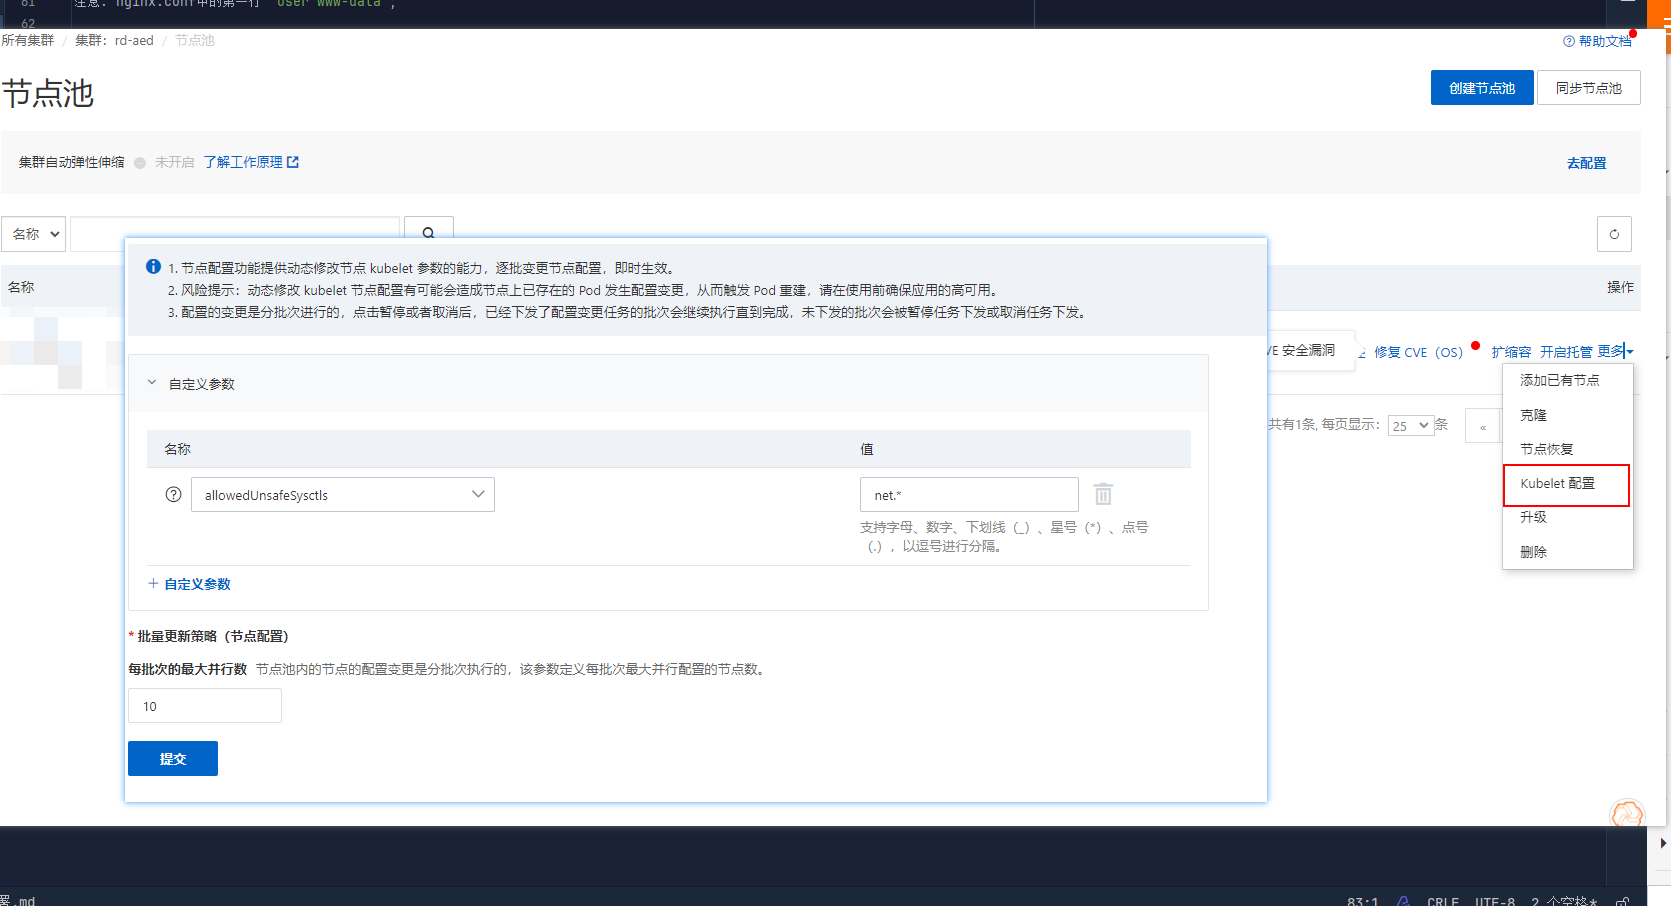 61 注意: nginx.conf中的第一行 "User www-data";
62
所有集群 / 集群：rd-aed / 节点池
帮助文档
节点池
创建节点池 同步节点池
集群自动弹性伸缩 未开启 了解工作原理 去配置
名称
名称 操作
1. 节点配置功能提供动态修改节点 kubelet 参数的能力，逐批变更节点配置，即时生效。
2. 风险提示：动态修改 kubelet 节点配置有可能会造成节点上已存在的 Pod 发生配置变更，从而触发 Pod 重建，请在使用前确保应用的高可用。
3. 配置的变更是分批次进行的，点击暂停或者取消后，已经下发了配置变更任务的批次会继续执行直到完成，未下发的批次会被暂停任务下发或取消任务下发。
VE 安全漏洞 修复 CVE（OS） 扩缩容 开启托管 更多
添加已有节点
克隆
节点恢复
Kubelet 配置
升级
删除
共有1条, 每页显示： 25 条 «
自定义参数
名称 值
allowedUnsafeSysctls net.*
支持字母、数字、下划线（_）、星号（*）、点号
（.），以逗号进行分隔。
+ 自定义参数
* 批量更新策略（节点配置）
每批次的最大并行数 节点池内的节点的配置变更是分批次执行的，该参数定义每批次最大并行配置的节点数。
10
提交
署.md 83:1 CRLF UTF-8 2 个空格*